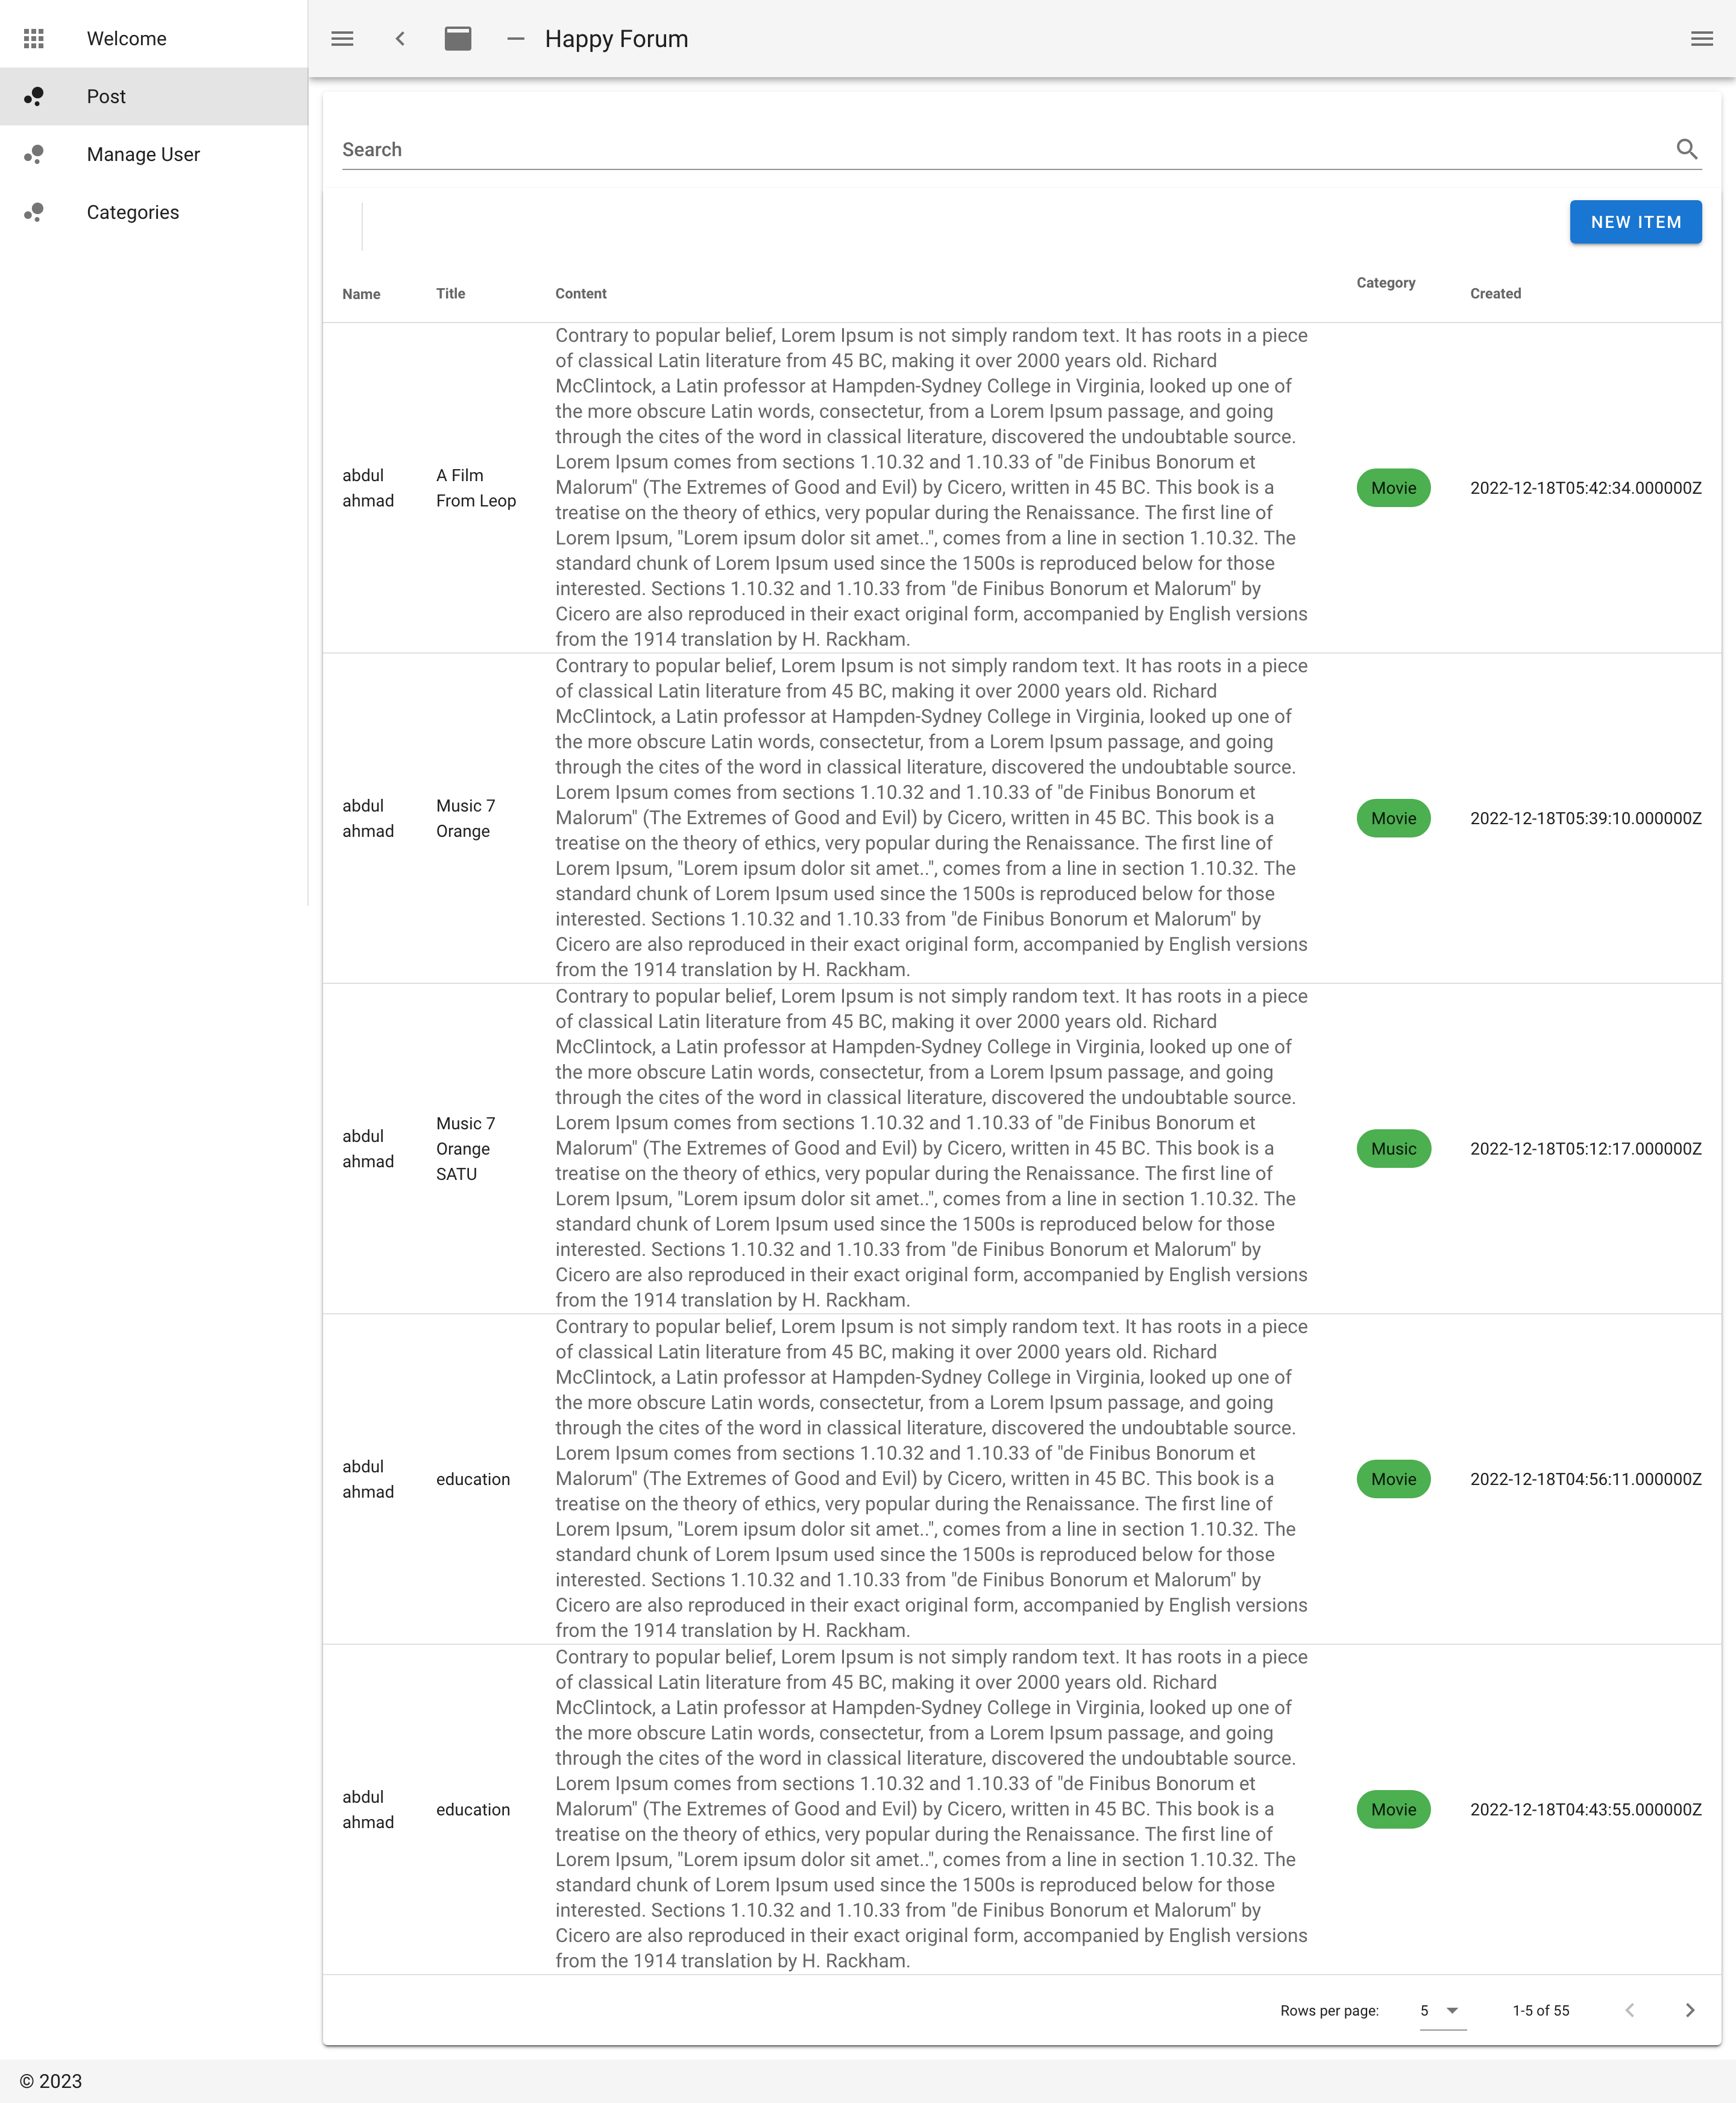 Welcome
Post
Manage User
Categories
Happy Forum
Search
NEW ITEM
Name Title Content Category Created
abdul
ahmad
A Film
From Leop
Contrary to popular belief, Lorem Ipsum is not simply random text. It has roots in a piece
of classical Latin literature from 45 BC, making it over 2000 years old. Richard
McClintock, a Latin professor at Hampden-Sydney College in Virginia, looked up one of
the more obscure Latin words, consectetur, from a Lorem Ipsum passage, and going
through the cites of the word in classical literature, discovered the undoubtable source.
Lorem Ipsum comes from sections 1.10.32 and 1.10.33 of "de Finibus Bonorum et
Malorum" (The Extremes of Good and Evil) by Cicero, written in 45 BC. This book is a
treatise on the theory of ethics, very popular during the Renaissance. The first line of
Lorem Ipsum, "Lorem ipsum dolor sit amet..", comes from a line in section 1.10.32. The
standard chunk of Lorem Ipsum used since the 1500s is reproduced below for those
interested. Sections 1.10.32 and 1.10.33 from "de Finibus Bonorum et Malorum" by
Cicero are also reproduced in their exact original form, accompanied by English versions
from the 1914 translation by H. Rackham.
Movie
2022-12-18T05:42:34.000000Z
abdul
ahmad
Music 7
Orange
Contrary to popular belief, Lorem Ipsum is not simply random text. It has roots in a piece
of classical Latin literature from 45 BC, making it over 2000 years old. Richard
McClintock, a Latin professor at Hampden-Sydney College in Virginia, looked up one of
the more obscure Latin words, consectetur, from a Lorem Ipsum passage, and going
through the cites of the word in classical literature, discovered the undoubtable source.
Lorem Ipsum comes from sections 1.10.32 and 1.10.33 of "de Finibus Bonorum et
Malorum" (The Extremes of Good and Evil) by Cicero, written in 45 BC. This book is a
treatise on the theory of ethics, very popular during the Renaissance. The first line of
Lorem Ipsum, "Lorem ipsum dolor sit amet..", comes from a line in section 1.10.32. The
standard chunk of Lorem Ipsum used since the 1500s is reproduced below for those
interested. Sections 1.10.32 and 1.10.33 from "de Finibus Bonorum et Malorum" by
Cicero are also reproduced in their exact original form, accompanied by English versions
from the 1914 translation by H. Rackham.
Movie
2022-12-18T05:39:10.000000Z
abdul
ahmad
Music 7
Orange
SATU
Contrary to popular belief, Lorem Ipsum is not simply random text. It has roots in a piece
of classical Latin literature from 45 BC, making it over 2000 years old. Richard
McClintock, a Latin professor at Hampden-Sydney College in Virginia, looked up one of
the more obscure Latin words, consectetur, from a Lorem Ipsum passage, and going
through the cites of the word in classical literature, discovered the undoubtable source.
Lorem Ipsum comes from sections 1.10.32 and 1.10.33 of "de Finibus Bonorum et
Malorum" (The Extremes of Good and Evil) by Cicero, written in 45 BC. This book is a
treatise on the theory of ethics, very popular during the Renaissance. The first line of
Lorem Ipsum, "Lorem ipsum dolor sit amet..", comes from a line in section 1.10.32. The
standard chunk of Lorem Ipsum used since the 1500s is reproduced below for those
interested. Sections 1.10.32 and 1.10.33 from "de Finibus Bonorum et Malorum" by
Cicero are also reproduced in their exact original form, accompanied by English versions
from the 1914 translation by H. Rackham.
Music
2022-12-18T05:12:17.000000Z
abdul
ahmad
education
Contrary to popular belief, Lorem Ipsum is not simply random text. It has roots in a piece
of classical Latin literature from 45 BC, making it over 2000 years old. Richard
McClintock, a Latin professor at Hampden-Sydney College in Virginia, looked up one of
the more obscure Latin words, consectetur, from a Lorem Ipsum passage, and going
through the cites of the word in classical literature, discovered the undoubtable source.
Lorem Ipsum comes from sections 1.10.32 and 1.10.33 of "de Finibus Bonorum et
Malorum" (The Extremes of Good and Evil) by Cicero, written in 45 BC. This book is a
treatise on the theory of ethics, very popular during the Renaissance. The first line of
Lorem Ipsum, "Lorem ipsum dolor sit amet..", comes from a line in section 1.10.32. The
standard chunk of Lorem Ipsum used since the 1500s is reproduced below for those
interested. Sections 1.10.32 and 1.10.33 from "de Finibus Bonorum et Malorum" by
Cicero are also reproduced in their exact original form, accompanied by English versions
from the 1914 translation by H. Rackham.
Movie
2022-12-18T04:56:11.000000Z
abdul
ahmad
education
Contrary to popular belief, Lorem Ipsum is not simply random text. It has roots in a piece
of classical Latin literature from 45 BC, making it over 2000 years old. Richard
McClintock, a Latin professor at Hampden-Sydney College in Virginia, looked up one of
the more obscure Latin words, consectetur, from a Lorem Ipsum passage, and going
through the cites of the word in classical literature, discovered the undoubtable source.
Lorem Ipsum comes from sections 1.10.32 and 1.10.33 of "de Finibus Bonorum et
Malorum" (The Extremes of Good and Evil) by Cicero, written in 45 BC. This book is a
treatise on the theory of ethics, very popular during the Renaissance. The first line of
Lorem Ipsum, "Lorem ipsum dolor sit amet..", comes from a line in section 1.10.32. The
standard chunk of Lorem Ipsum used since the 1500s is reproduced below for those
interested. Sections 1.10.32 and 1.10.33 from "de Finibus Bonorum et Malorum" by
Cicero are also reproduced in their exact original form, accompanied by English versions
from the 1914 translation by H. Rackham.
Movie
2022-12-18T04:43:55.000000Z
Rows per page: 5 1-5 of 55
© 2023